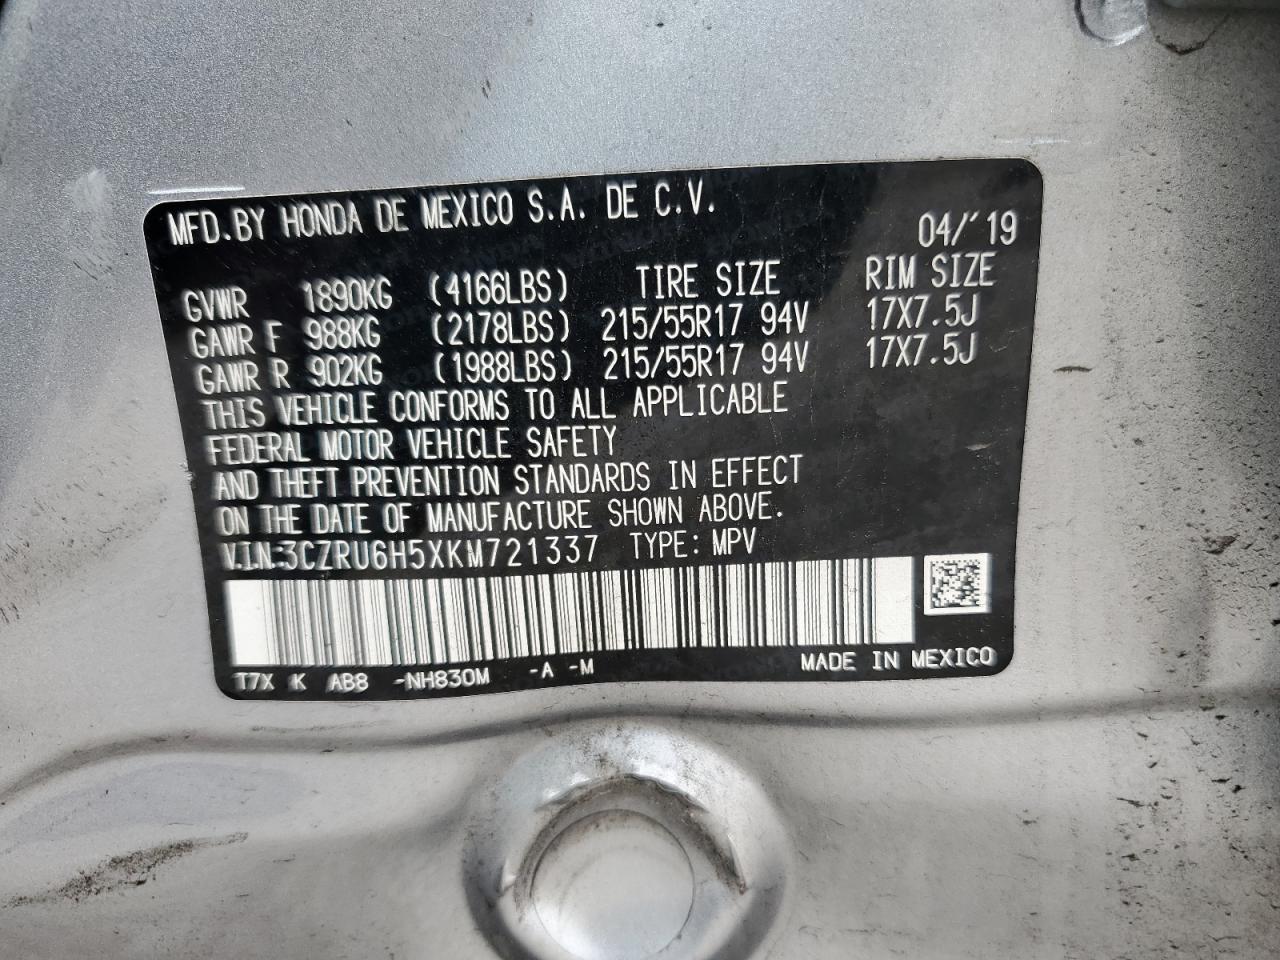 MFD.BY HONDA DE MEXICO S.A. DE C.V.
04/'19
GVWR 1890KG (4166LBS) TIRE SIZE RIM SIZE
GAWR F 988KG (2178LBS) 215/55R17 94V 17X7.5J
GAWR R 902KG (1988LBS) 215/55R17 94V 17X7.5J
THIS VEHICLE CONFORMS TO ALL APPLICABLE
FEDERAL MOTOR VEHICLE SAFETY
AND THEFT PREVENTION STANDARDS IN EFFECT
ON THE DATE OF MANUFACTURE SHOWN ABOVE.
V.I.N:3CZRU6H5XKM721337 TYPE: MPV
T7X K AB8 -NH830M -A -M MADE IN MEXICO